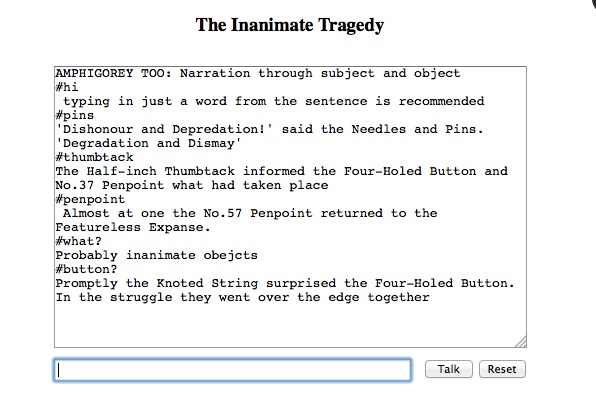 The Inanimate Tragedy
AMPHIGOREY TOO: Narration through subject and object
#hi
typing in just a word from the sentence is recommended
#pins
'Dishonour and Depredation!' said the Needles and Pins.
'Degradation and Dismay'
#thumbtack
The Half-inch Thumbtack informed the Four-Holed Button and
No.37 Penpoint what had taken place
#penpoint
Almost at one the No.57 Penpoint returned to the
Featureless Expanse.
#what?
Probably inanimate obejcts
#button?
Promptly the Knoted String surprised the Four-Holed Button.
In the struggle they went over the edge together
Talk Reset